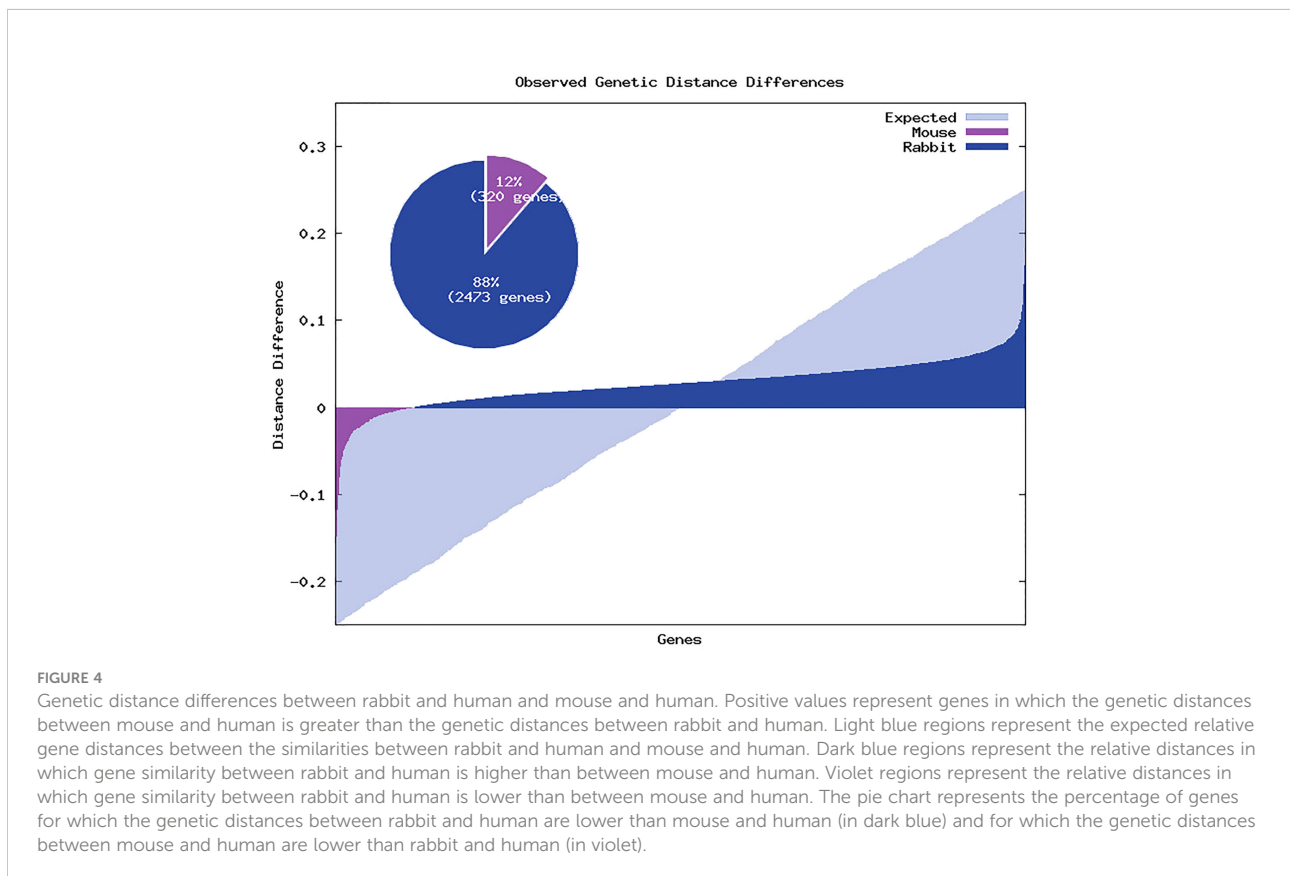 Observed Genetic Distance Differences
Expected
Mouse
Rabbit
0.3
0.2
0.1
0
-0.1
-0.2
Distance Difference
12%
(320 genes)
88%
(2473 genes)
Genes
FIGURE 4
Genetic distance differences between rabbit and human and mouse and human. Positive values represent genes in which the genetic distances
between mouse and human is greater than the genetic distances between rabbit and human. Light blue regions represent the expected relative
gene distances between the similarities between rabbit and human and mouse and human. Dark blue regions represent the relative distances in
which gene similarity between rabbit and human is higher than between mouse and human. Violet regions represent the relative distances in
which gene similarity between rabbit and human is lower than between mouse and human. The pie chart represents the percentage of genes
for which the genetic distances between rabbit and human are lower than mouse and human (in dark blue) and for which the genetic distances
between mouse and human are lower than rabbit and human (in violet).